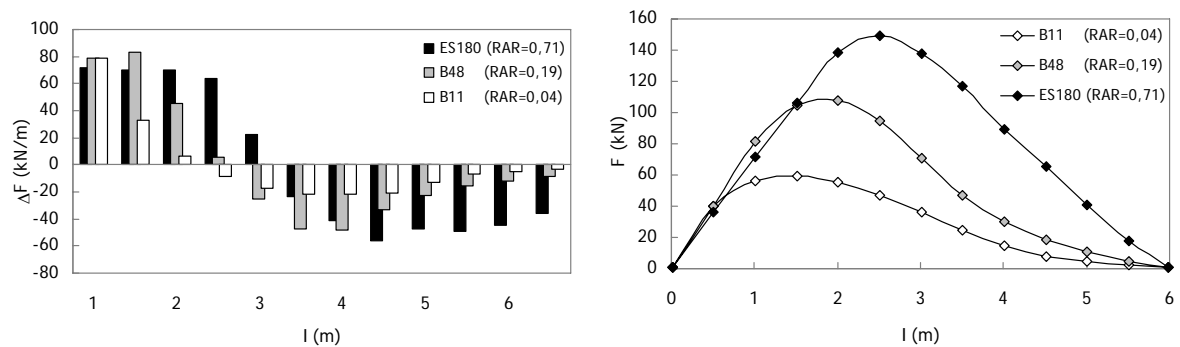 100
80
60
40
20
0
-20
-40
-60
-80
ΔF (kN/m)
1 2 3 4 5 6
l (m)
ES180 (RAR=0,71)
B48 (RAR=0,19)
B11 (RAR=0,04)
160
140
120
100
80
60
40
20
0
F (kN)
0 1 2 3 4 5 6
l (m)
B11 (RAR=0,04)
B48 (RAR=0,19)
ES180 (RAR=0,71)